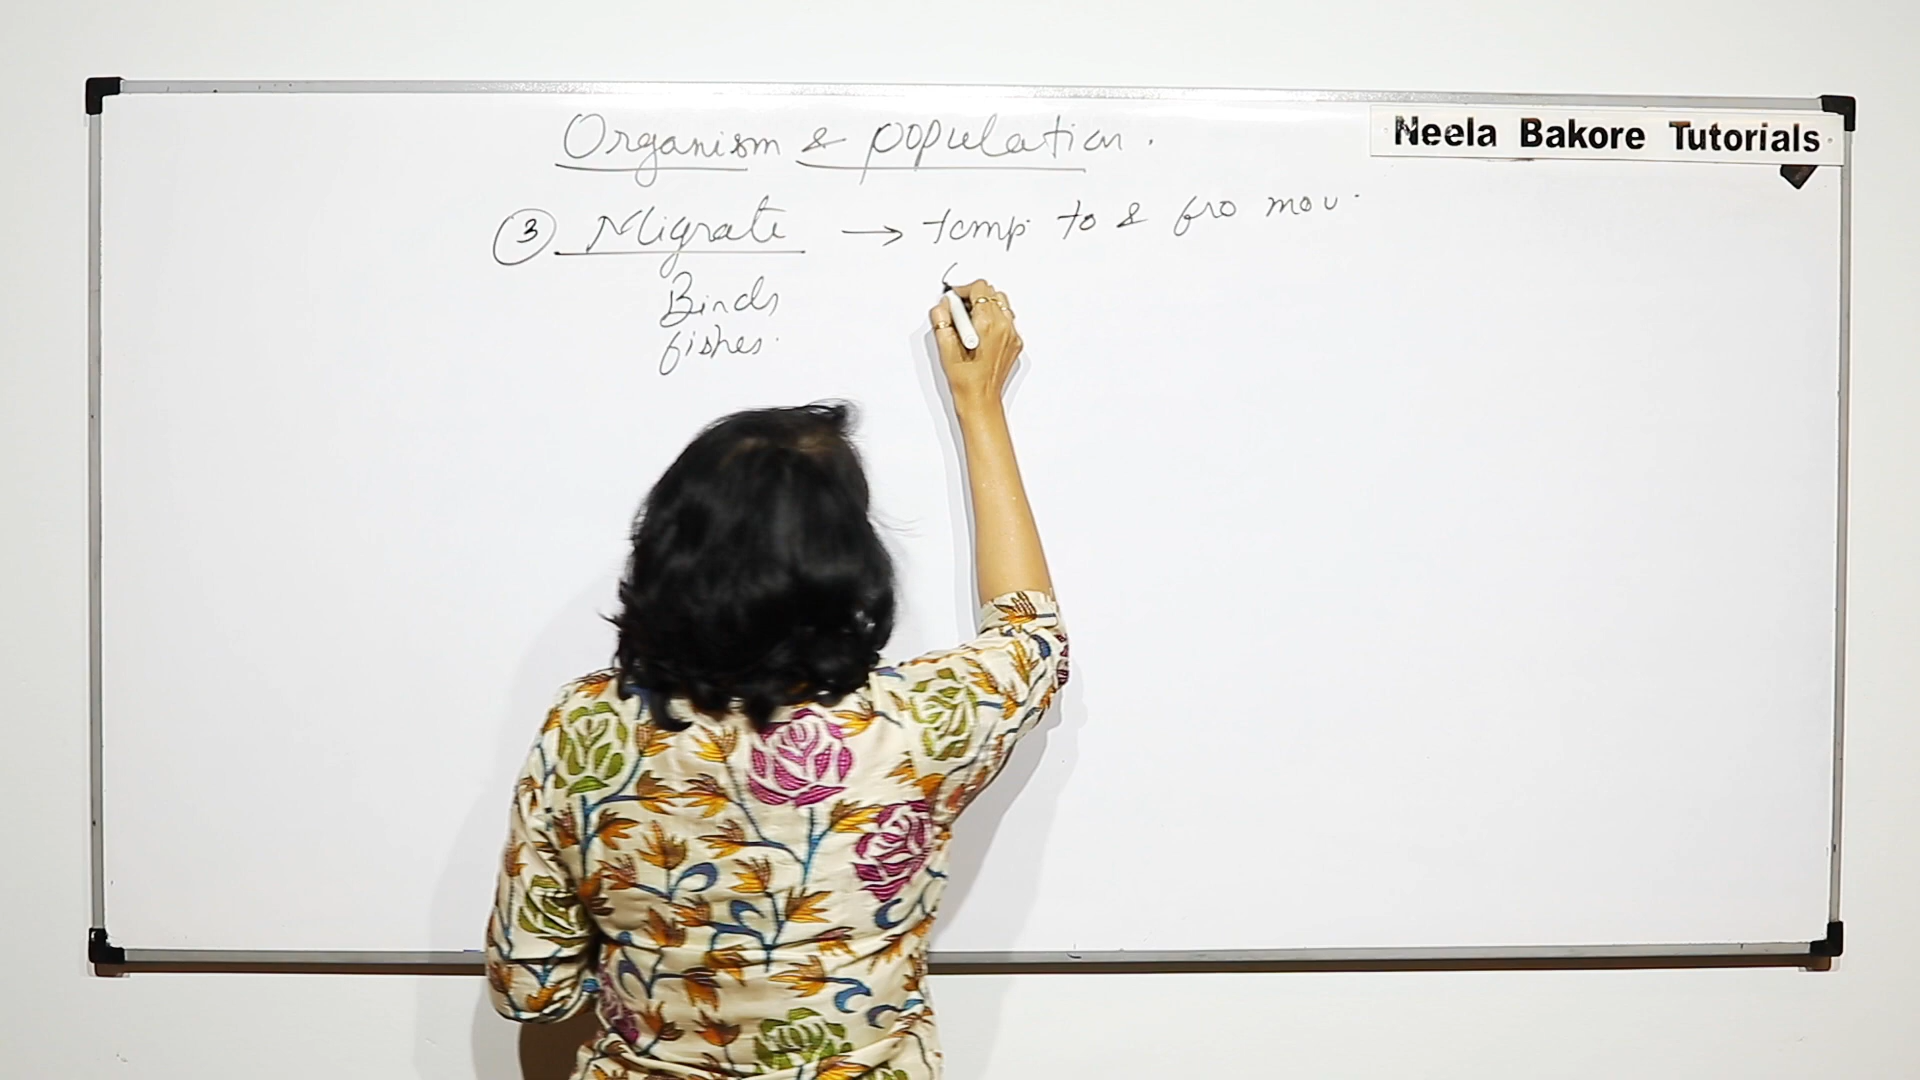 Neela Bakore Tutorials
Organism & population.
③ Migrate → temp. to & fro mov.
Birds
fishes.